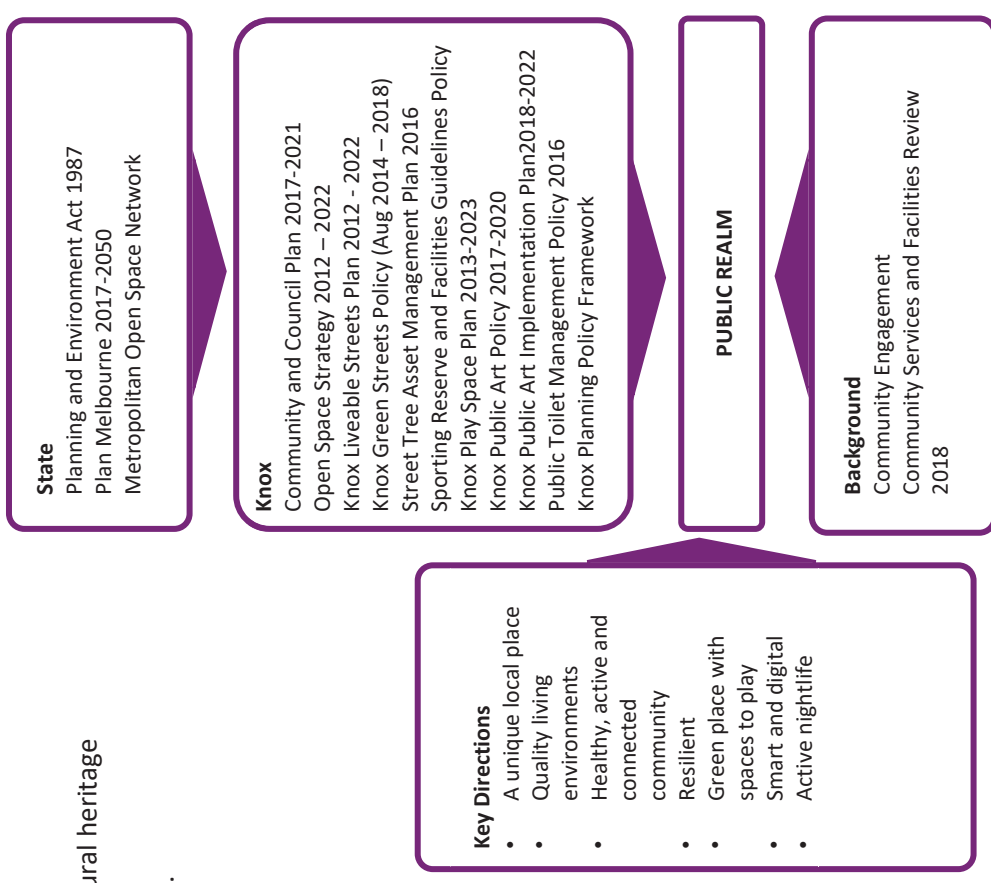 ural heritage
.
State
Planning and Environment Act 1987
Plan Melbourne 2017-2050
Metropolitan Open Space Network
Knox
Community and Council Plan 2017-2021
Open Space Strategy 2012 – 2022
Knox Liveable Streets Plan 2012 - 2022
Knox Green Streets Policy (Aug 2014 – 2018)
Street Tree Asset Management Plan 2016
Sporting Reserve and Facilities Guidelines Policy
Knox Play Space Plan 2013-2023
Knox Public Art Policy 2017-2020
Knox Public Art Implementation Plan2018-2022
Public Toilet Management Policy 2016
Knox Planning Policy Framework
Key Directions
• A unique local place
• Quality living
environments
• Healthy, active and
connected
community
• Resilient
• Green place with
spaces to play
• Smart and digital
• Active nightlife
PUBLIC REALM
Background
Community Engagement
Community Services and Facilities Review
2018